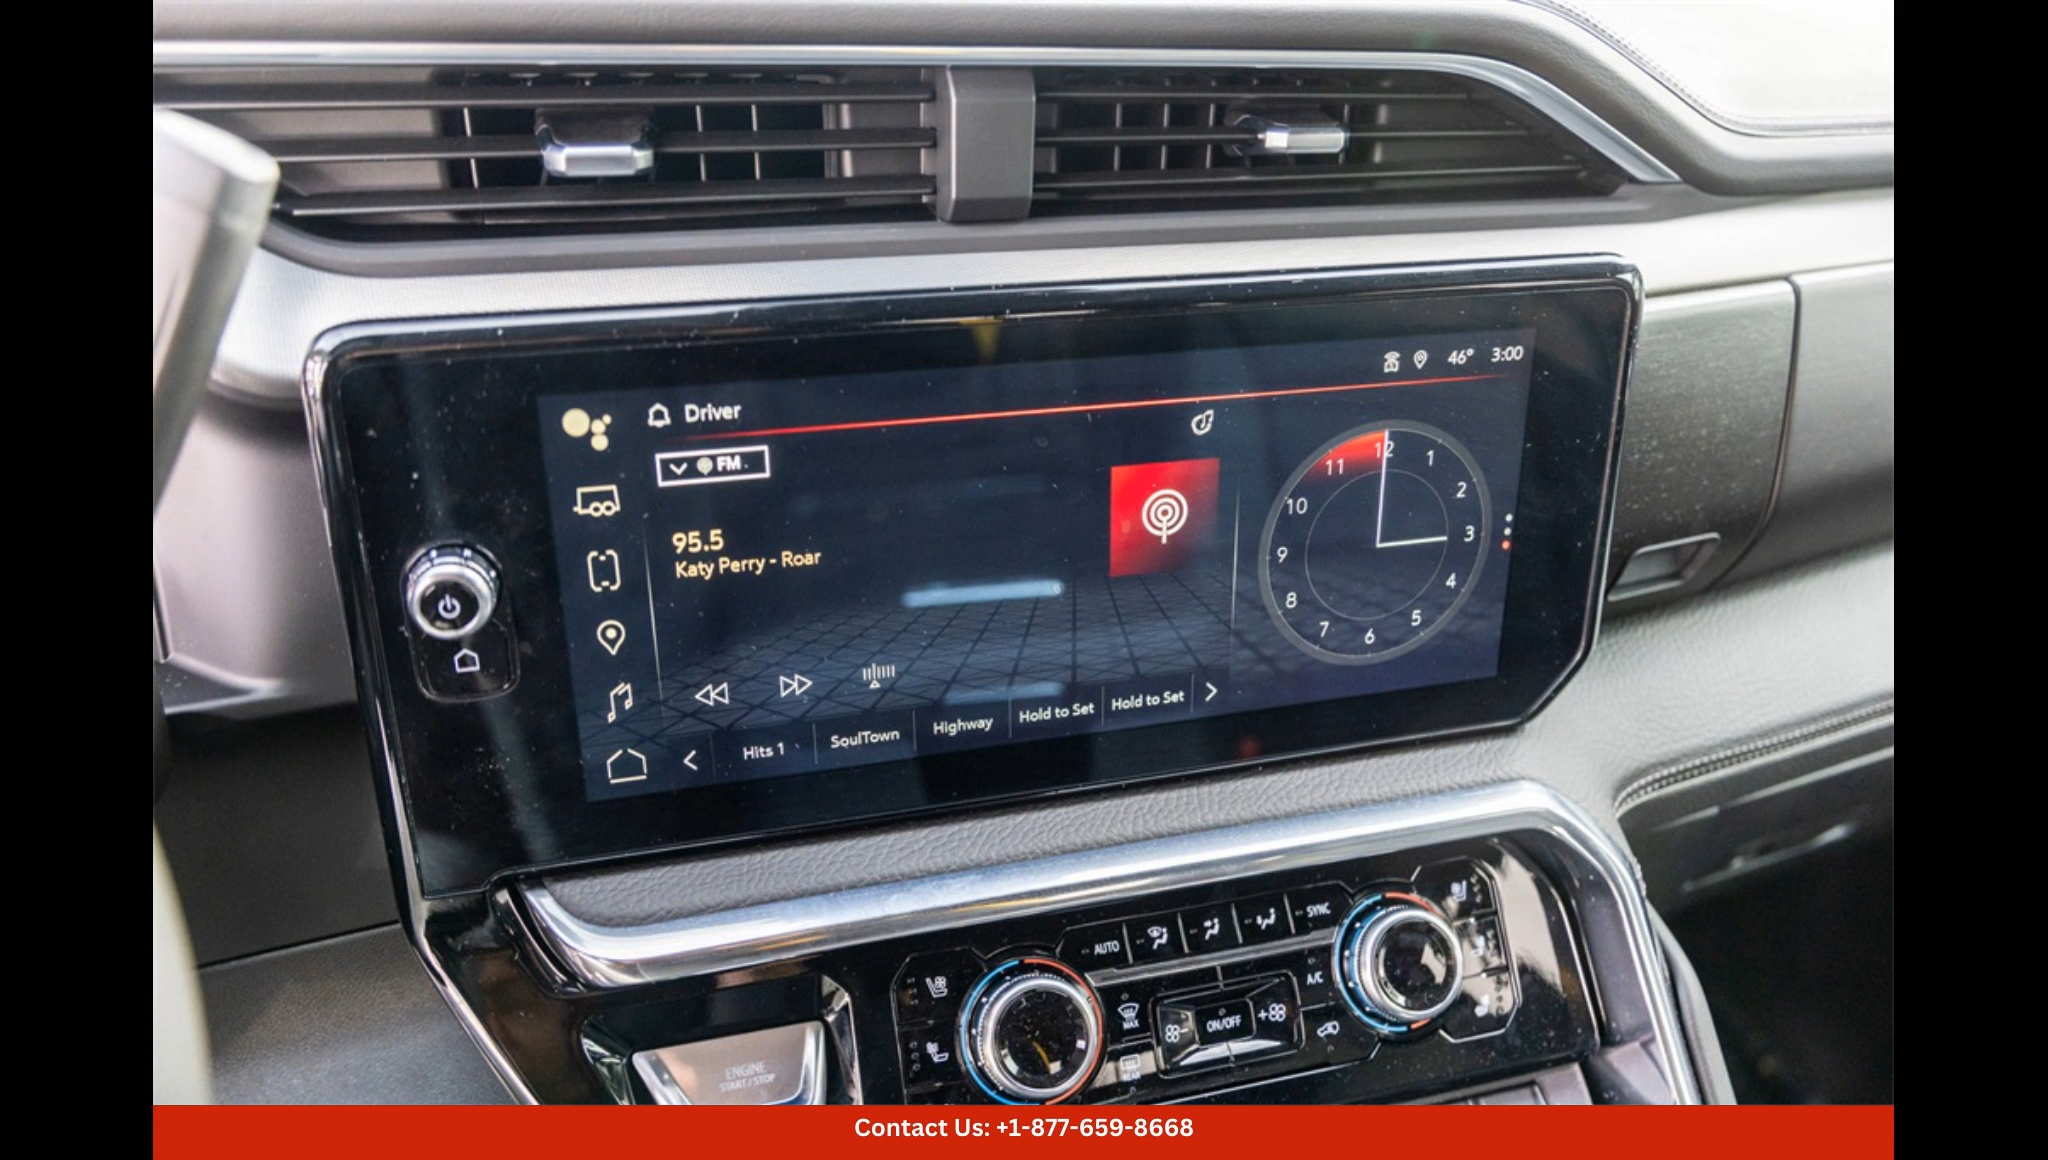 46° 3:00
Driver
FM
95.5
Katy Perry - Roar
12
1
2
3
4
5
6
7
8
9
10
11
Hits 1
SoulTown
Highway
Hold to Set
Hold to Set
AUTO
SYNC
A/C
MAX
ON/OFF
REAR
ENGINE
START/STOP
Contact Us: +1-877-659-8668